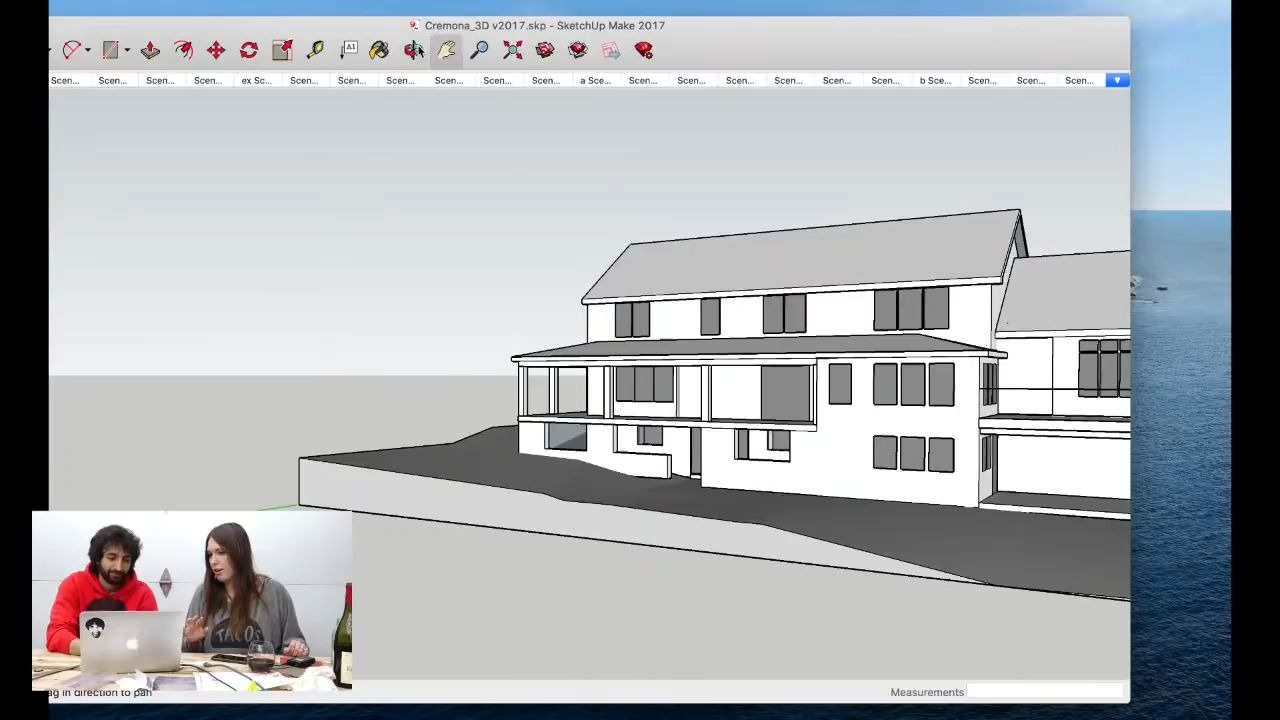 Cremona_3D v2017.skp - SketchUp Make 2017
A1
Scen... Scen... Scen... Scen... ex Sc... Scen... Scen... Scen... Scen... Scen... Scen... a Sce... Scen... Scen... Scen... Scen... Scen... Scen... b Sce... Scen... Scen... Scen...
TACOS
ag in direction to pan
Measurements